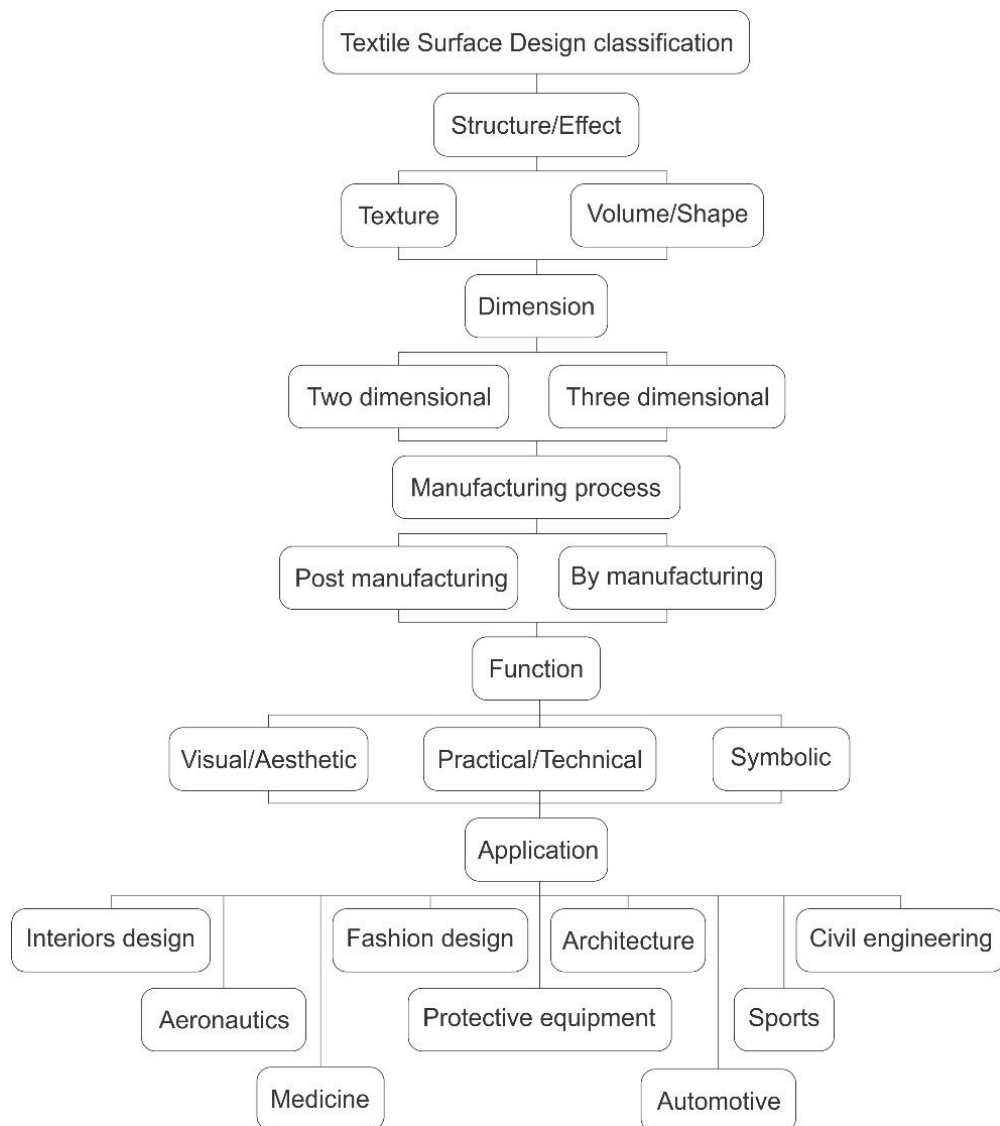 Textile Surface Design classification
Structure/Effect
Texture
Volume/Shape
Dimension
Two dimensional
Three dimensional
Manufacturing process
Post manufacturing
By manufacturing
Function
Visual/Aesthetic
Practical/Technical
Symbolic
Application
Interiors design
Fashion design
Architecture
Civil engineering
Aeronautics
Protective equipment
Sports
Medicine
Automotive